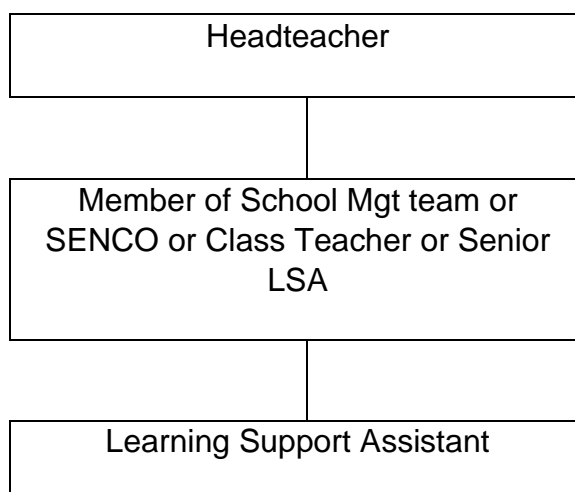 Headteacher
Member of School Mgt team or
SENCO or Class Teacher or Senior
LSA
Learning Support Assistant